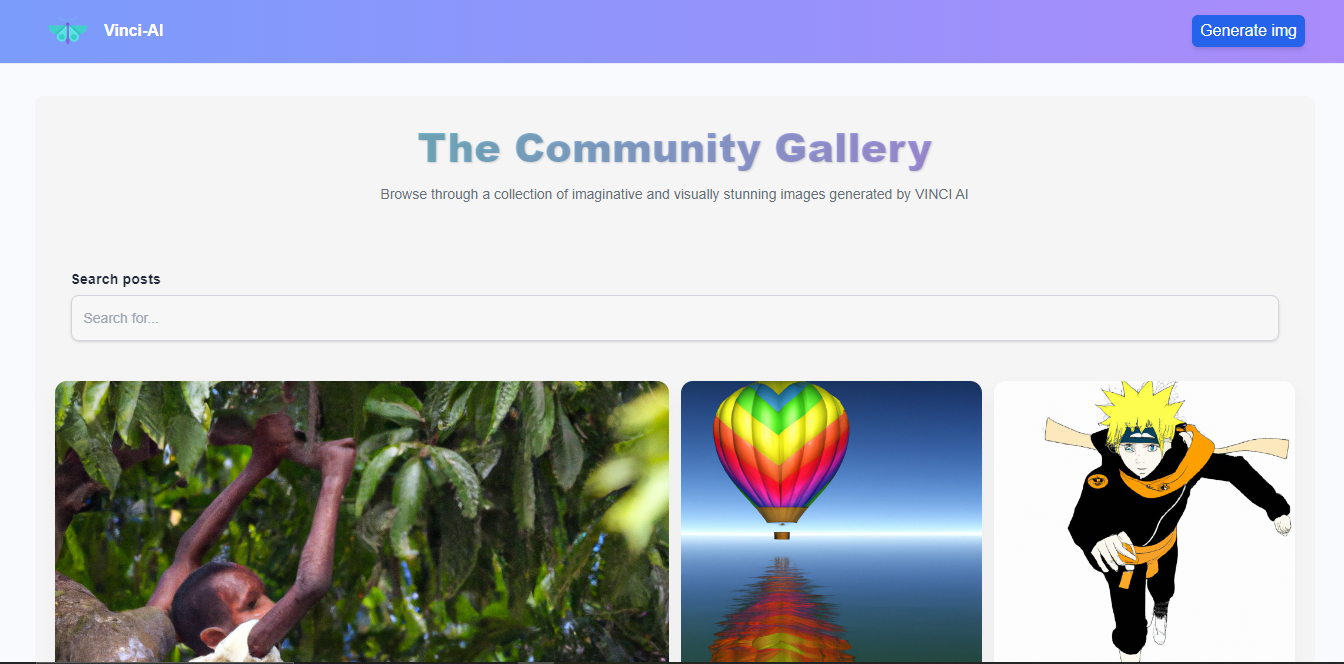 Vinci-AI
Generate img
The Community Gallery
Browse through a collection of imaginative and visually stunning images generated by VINCI AI
Search posts
Search for...